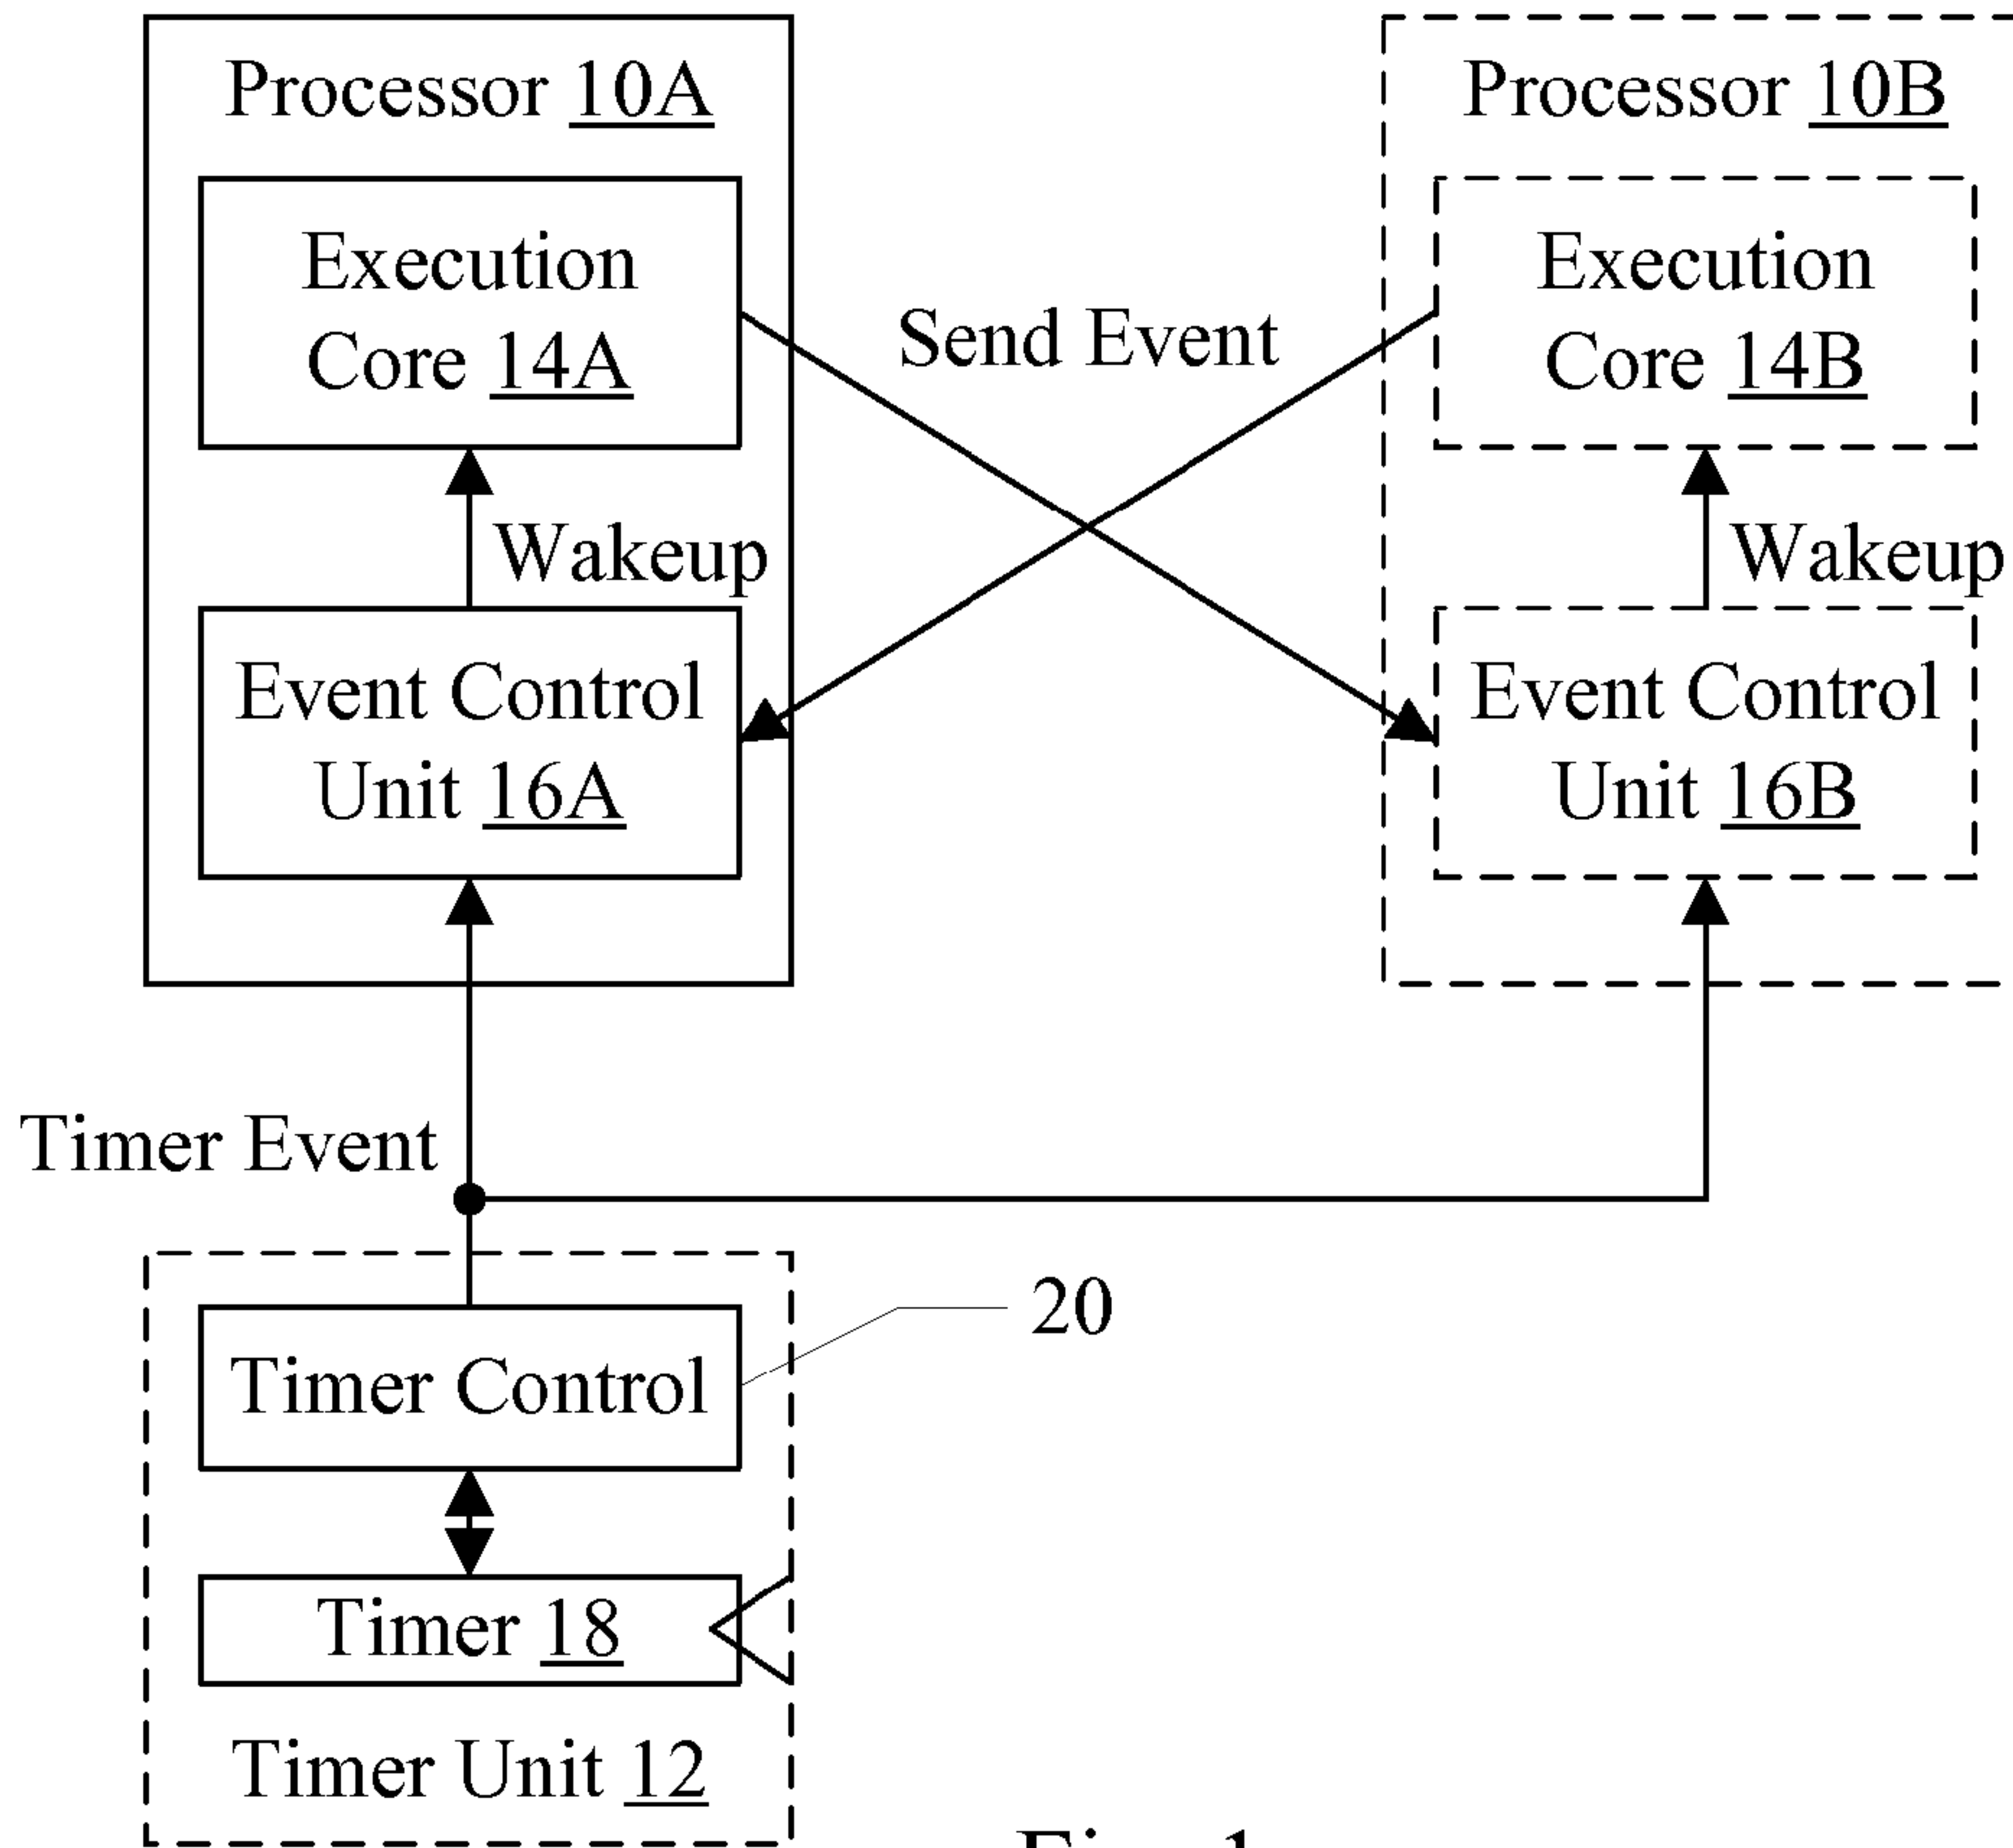 Processor 10A
Execution
Core 14A
Wakeup
Event Control
Unit 16A
Send Event
Processor 10B
Execution
Core 14B
Wakeup
Event Control
Unit 16B
Timer Event
Timer Control
20
Timer 18
Timer Unit 12